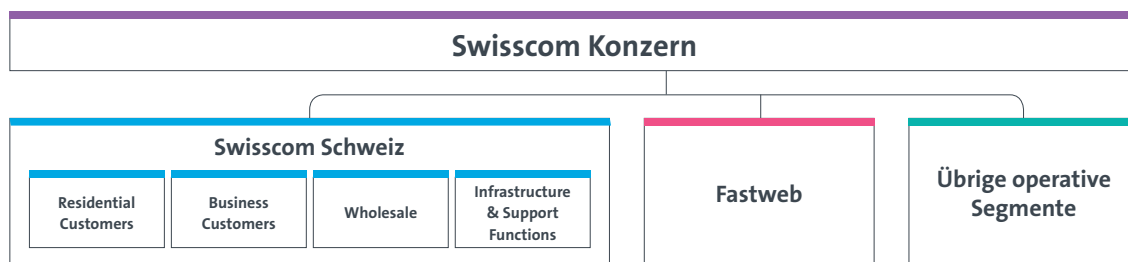 Swisscom Konzern
Swisscom Schweiz
Residential
Customers
Business
Customers
Wholesale
Infrastructure
& Support
Functions
Fastweb
Übrige operative
Segmente